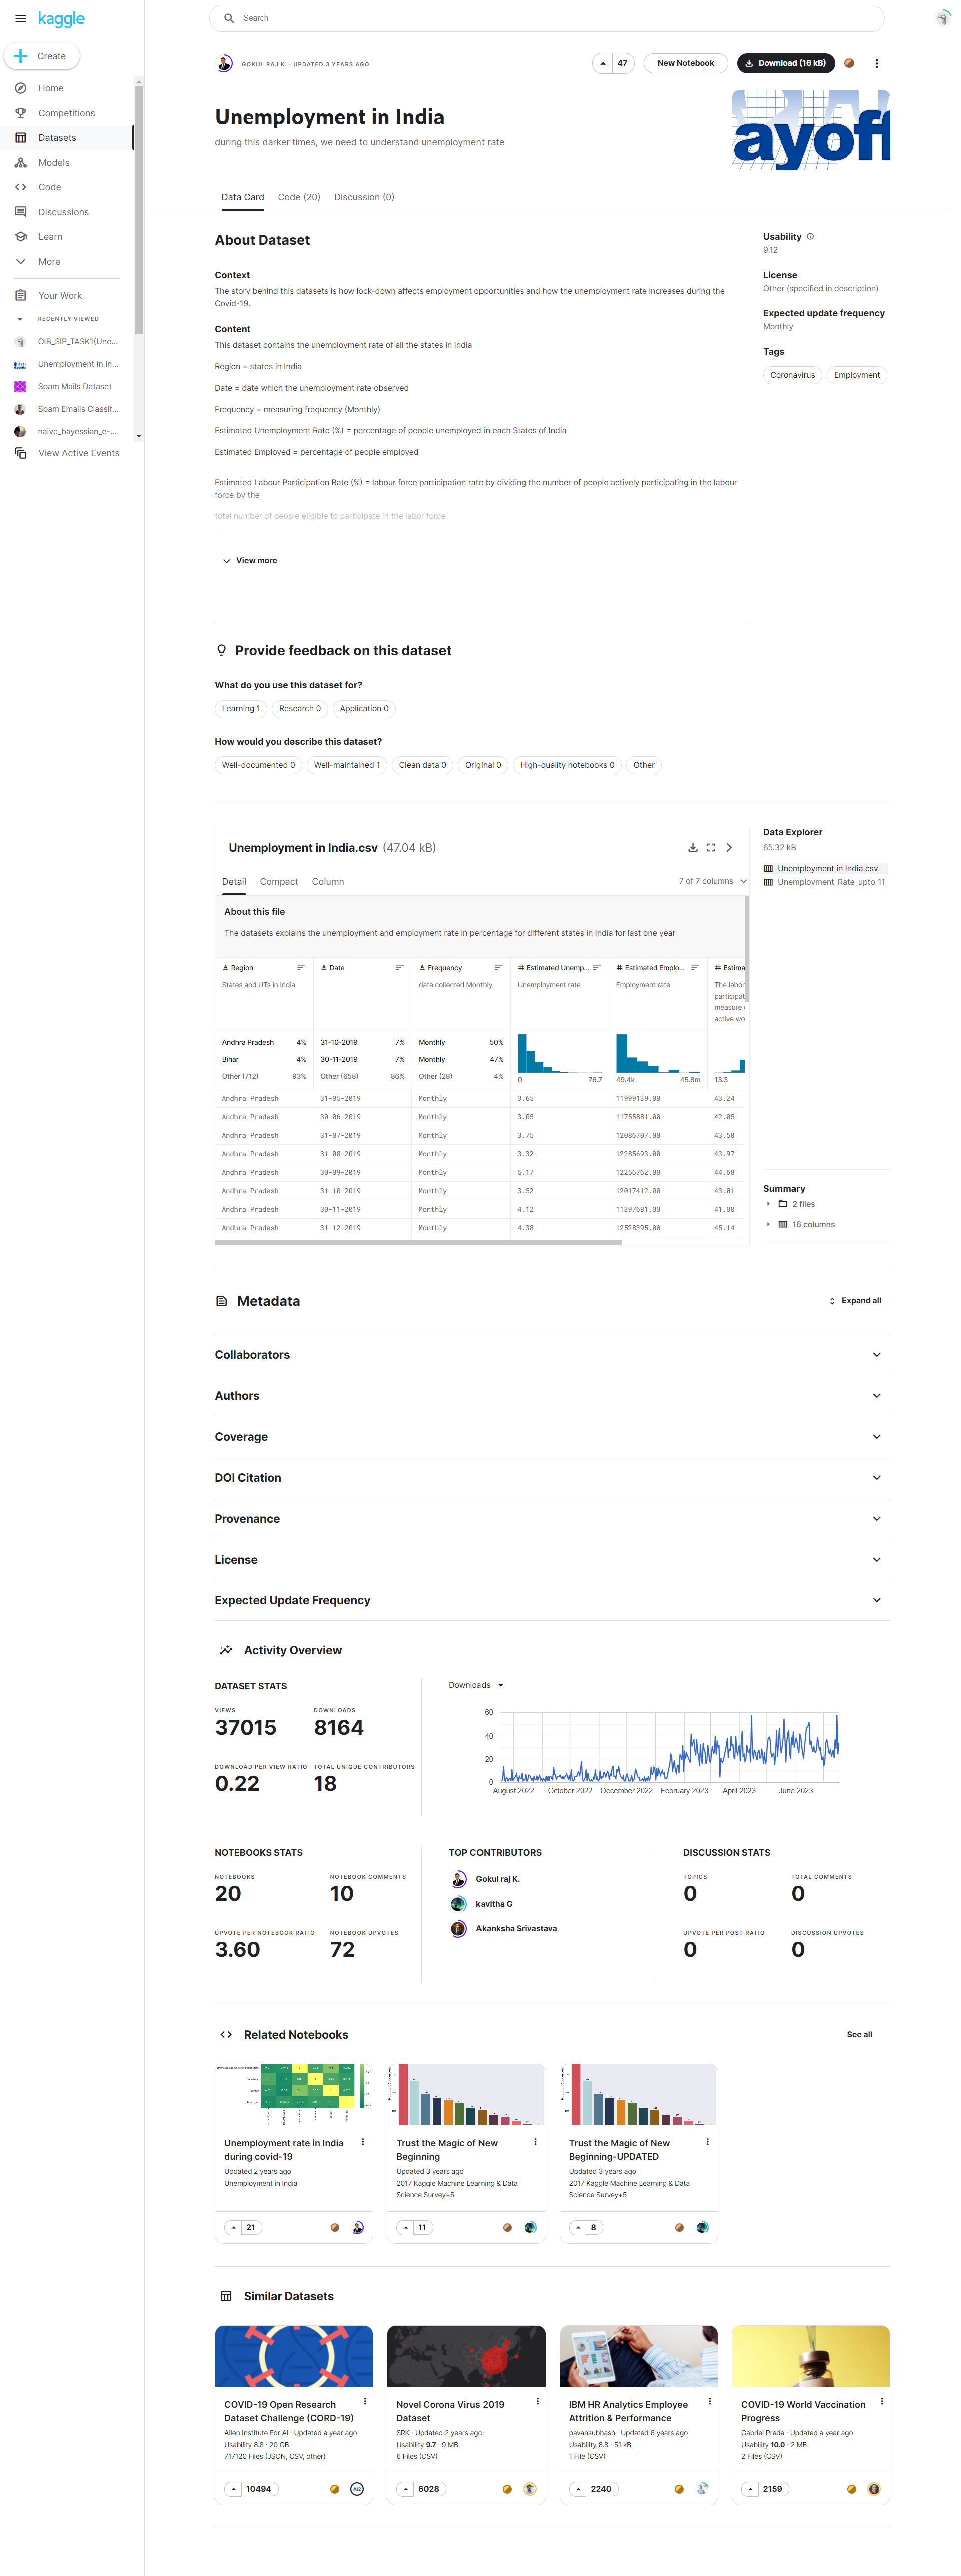 kaggle
Search
Create
Home
Competitions
Datasets
Models
Code
Discussions
Learn
More
Your Work
RECENTLY VIEWED
OIB_SIP_TASK1(Une...
Unemployment in In...
Spam Mails Dataset
Spam Emails Classif...
naive_bayessian_e-...
View Active Events
GOKUL RAJ K. · UPDATED 3 YEARS AGO
47
New Notebook
Download (16 kB)
Unemployment in India
during this darker times, we need to understand unemployment rate
ayoff
Data Card
Code (20)
Discussion (0)
About Dataset
Context
The story behind this datasets is how lock-down affects employment opportunities and how the unemployment rate increases during the
Covid-19.
Content
This dataset contains the unemployment rate of all the states in India
Region = states in India
Date = date which the unemployment rate observed
Frequency = measuring frequency (Monthly)
Estimated Unemployment Rate (%) = percentage of people unemployed in each States of India
Estimated Employed = percentage of people employed
Estimated Labour Participation Rate (%) = labour force participation rate by dividing the number of people actively participating in the labour
force by the
total number of people eligible to participate in the labor force
View more
Usability
9.12
License
Other (specified in description)
Expected update frequency
Monthly
Tags
Coronavirus
Employment
Provide feedback on this dataset
What do you use this dataset for?
Learning 1
Research 0
Application 0
How would you describe this dataset?
Well-documented 0
Well-maintained 1
Clean data 0
Original 0
High-quality notebooks 0
Other
Unemployment in India.csv (47.04 kB)
Detail
Compact
Column
7 of 7 columns
About this file
The datasets explains the unemployment and employment rate in percentage for different states in India for last one year
Region
Date
Frequency
Estimated Unemp...
Estimated Emplo...
Estima
States and UTs in India
data collected Monthly
Unemployment rate
Employment rate
The labor
participat
measure
active wo
Andhra Pradesh 4%
31-10-2019 7%
Monthly 50%
Bihar 4%
30-11-2019 7%
Monthly 47%
Other (712) 93%
Other (658) 86%
Other (28) 4%
0 76.7
49.4k 45.8m
13.3
Andhra Pradesh 31-05-2019 Monthly 3.65 11999139.00 43.24
Andhra Pradesh 30-06-2019 Monthly 3.05 11755881.00 42.05
Andhra Pradesh 31-07-2019 Monthly 3.75 12086707.00 43.50
Andhra Pradesh 31-08-2019 Monthly 3.32 12285693.00 43.97
Andhra Pradesh 30-09-2019 Monthly 5.17 12256762.00 44.68
Andhra Pradesh 31-10-2019 Monthly 3.52 12017412.00 43.01
Andhra Pradesh 30-11-2019 Monthly 4.12 11397681.00 41.00
Andhra Pradesh 31-12-2019 Monthly 4.38 12528395.00 45.14
Data Explorer
65.32 kB
Unemployment in India.csv
Unemployment_Rate_upto_11_
Summary
2 files
16 columns
Metadata
Expand all
Collaborators
Authors
Coverage
DOI Citation
Provenance
License
Expected Update Frequency
Activity Overview
DATASET STATS
VIEWS
37015
DOWNLOADS
8164
DOWNLOAD PER VIEW RATIO
0.22
TOTAL UNIQUE CONTRIBUTORS
18
Downloads
60
40
20
0
August 2022
October 2022
December 2022
February 2023
April 2023
June 2023
NOTEBOOKS STATS
NOTEBOOKS
20
NOTEBOOK COMMENTS
10
UPVOTE PER NOTEBOOK RATIO
3.60
NOTEBOOK UPVOTES
72
TOP CONTRIBUTORS
Gokul raj K.
kavitha G
Akanksha Srivastava
DISCUSSION STATS
TOPICS
0
TOTAL COMMENTS
0
UPVOTE PER POST RATIO
0
DISCUSSION UPVOTES
0
Related Notebooks
See all
Unemployment rate in India
during covid-19
Updated 2 years ago
Unemployment in India
21
Trust the Magic of New
Beginning
Updated 3 years ago
2017 Kaggle Machine Learning & Data
Science Survey+5
11
Trust the Magic of New
Beginning-UPDATED
Updated 3 years ago
2017 Kaggle Machine Learning & Data
Science Survey+5
8
Similar Datasets
COVID-19 Open Research
Dataset Challenge (CORD-19)
Allen Institute For AI · Updated a year ago
Usability 8.8 · 20 GB
717120 Files (JSON, CSV, other)
10494
Ai2
Novel Corona Virus 2019
Dataset
SRK · Updated 2 years ago
Usability 9.7 · 9 MB
6 Files (CSV)
6028
IBM HR Analytics Employee
Attrition & Performance
pavansubhash · Updated 6 years ago
Usability 8.8 · 51 kB
1 File (CSV)
2240
COVID-19 World Vaccination
Progress
Gabriel Preda · Updated a year ago
Usability 10.0 · 2 MB
2 Files (CSV)
2159